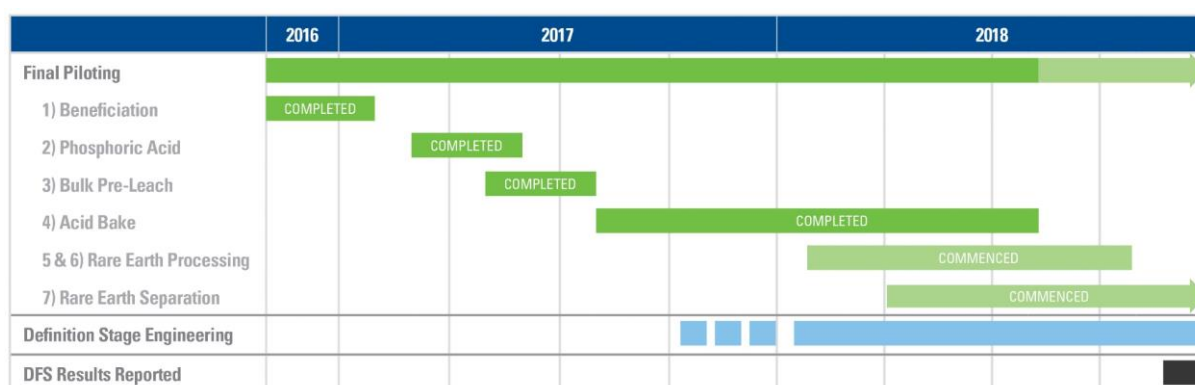 2016 2017 2018
Final Piloting
1) Beneficiation COMPLETED
2) Phosphoric Acid COMPLETED
3) Bulk Pre-Leach COMPLETED
4) Acid Bake COMPLETED
5 & 6) Rare Earth Processing COMMENCED
7) Rare Earth Separation COMMENCED
Definition Stage Engineering
DFS Results Reported